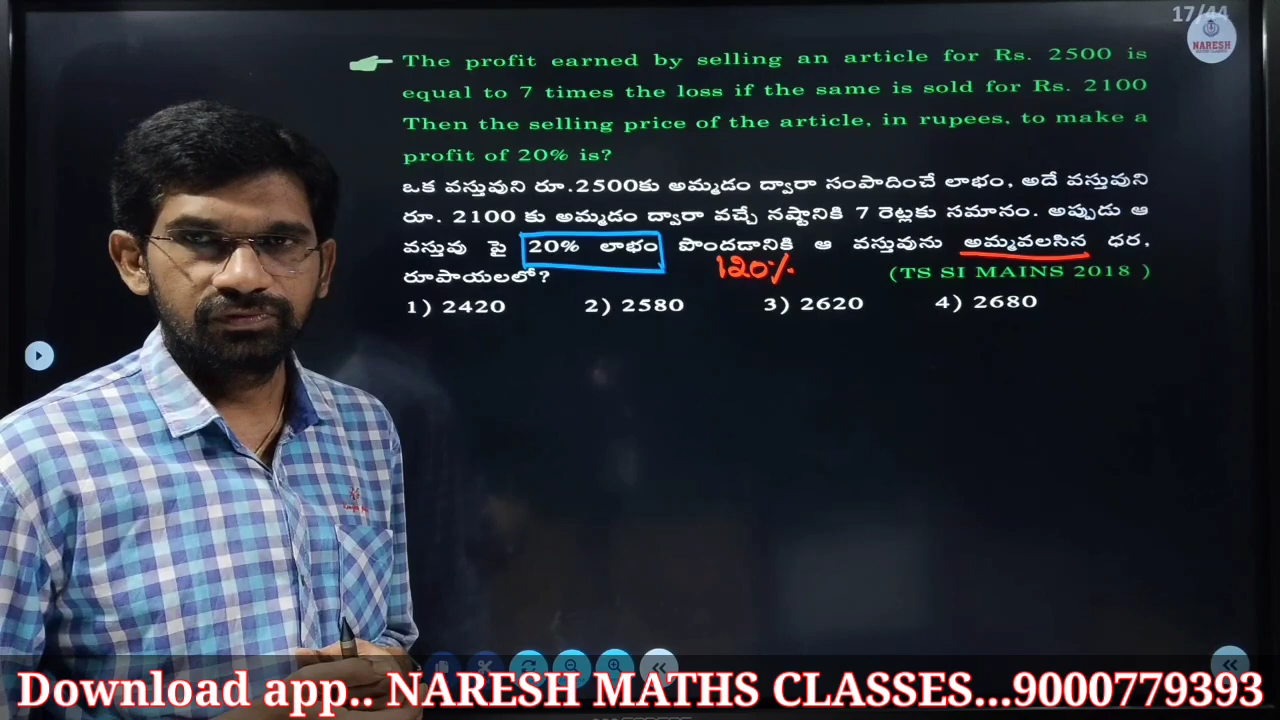 17/44
NARESH
The profit earned by selling an article for Rs. 2500 is
equal to 7 times the loss if the same is sold for Rs. 2100
Then the selling price of the article, in rupees, to make a
profit of 20% is?
ఒక వస్తువుని రూ.2500కు అమ్మడం ద్వారా సంపాదించే లాభం, అదే వస్తువుని
రూ. 2100 కు అమ్మడం ద్వారా వచ్చే నష్టానికి 7 రెట్లకు సమానం. అప్పుడు ఆ
వస్తువు పై 20% లాభం పొందడానికి ఆ వస్తువును అమ్మవలసిన ధర,
120%
రూపాయలలో? (TS SI MAINS 2018 )
1) 2420 2) 2580 3) 2620 4) 2680
Download app.. NARESH MATHS CLASSES...9000779393